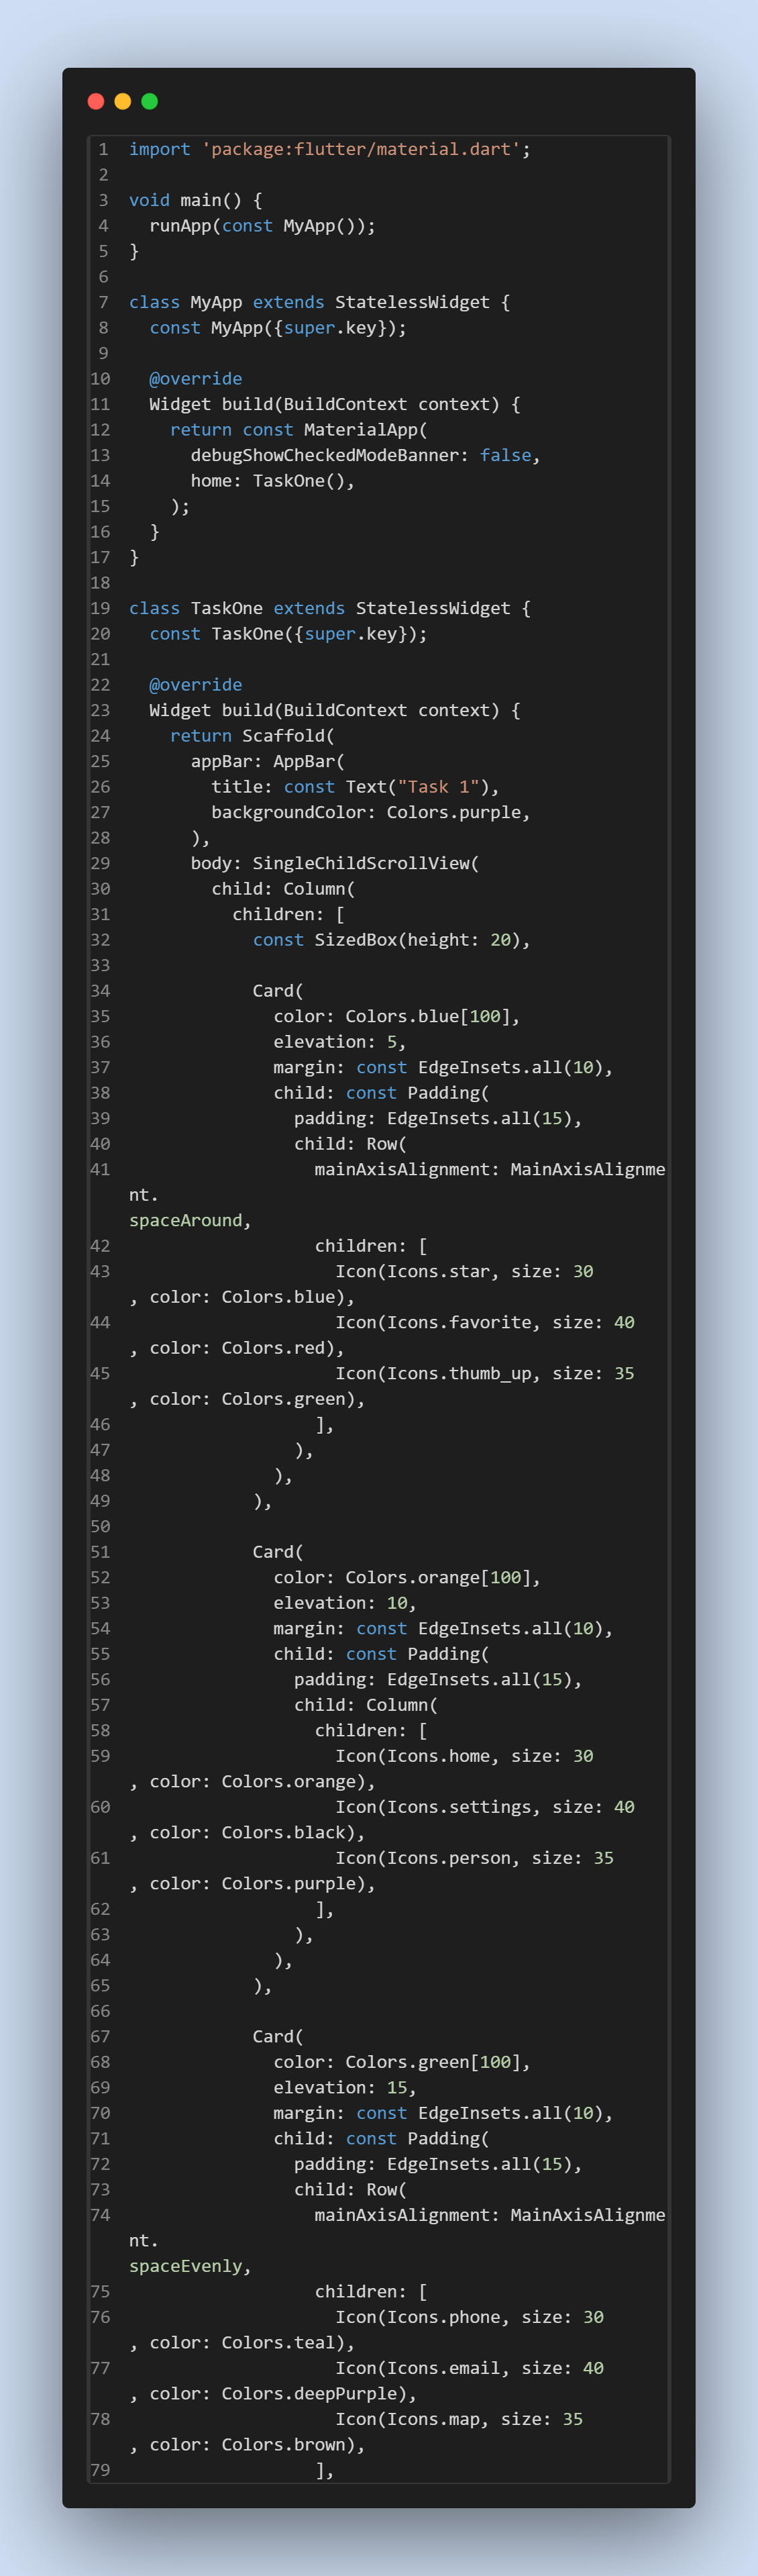 1 import 'package:flutter/material.dart';
2
3 void main() {
4   runApp(const MyApp());
5 }
6
7 class MyApp extends StatelessWidget {
8   const MyApp({super.key});
9
10   @override
11   Widget build(BuildContext context) {
12     return const MaterialApp(
13       debugShowCheckedModeBanner: false,
14       home: TaskOne(),
15     );
16   }
17 }
18
19 class TaskOne extends StatelessWidget {
20   const TaskOne({super.key});
21
22   @override
23   Widget build(BuildContext context) {
24     return Scaffold(
25       appBar: AppBar(
26         title: const Text("Task 1"),
27         backgroundColor: Colors.purple,
28       ),
29       body: SingleChildScrollView(
30         child: Column(
31           children: [
32             const SizedBox(height: 20),
33
34             Card(
35               color: Colors.blue[100],
36               elevation: 5,
37               margin: const EdgeInsets.all(10),
38               child: const Padding(
39                 padding: EdgeInsets.all(15),
40                 child: Row(
41                   mainAxisAlignment: MainAxisAlignme
nt.
spaceAround,
42                   children: [
43                     Icon(Icons.star, size: 30
, color: Colors.blue),
44                     Icon(Icons.favorite, size: 40
, color: Colors.red),
45                     Icon(Icons.thumb_up, size: 35
, color: Colors.green),
46                   ],
47                 ),
48               ),
49             ),
50
51             Card(
52               color: Colors.orange[100],
53               elevation: 10,
54               margin: const EdgeInsets.all(10),
55               child: const Padding(
56                 padding: EdgeInsets.all(15),
57                 child: Column(
58                   children: [
59                     Icon(Icons.home, size: 30
, color: Colors.orange),
60                     Icon(Icons.settings, size: 40
, color: Colors.black),
61                     Icon(Icons.person, size: 35
, color: Colors.purple),
62                   ],
63                 ),
64               ),
65             ),
66
67             Card(
68               color: Colors.green[100],
69               elevation: 15,
70               margin: const EdgeInsets.all(10),
71               child: const Padding(
72                 padding: EdgeInsets.all(15),
73                 child: Row(
74                   mainAxisAlignment: MainAxisAlignme
nt.
spaceEvenly,
75                   children: [
76                     Icon(Icons.phone, size: 30
, color: Colors.teal),
77                     Icon(Icons.email, size: 40
, color: Colors.deepPurple),
78                     Icon(Icons.map, size: 35
, color: Colors.brown),
79                   ],